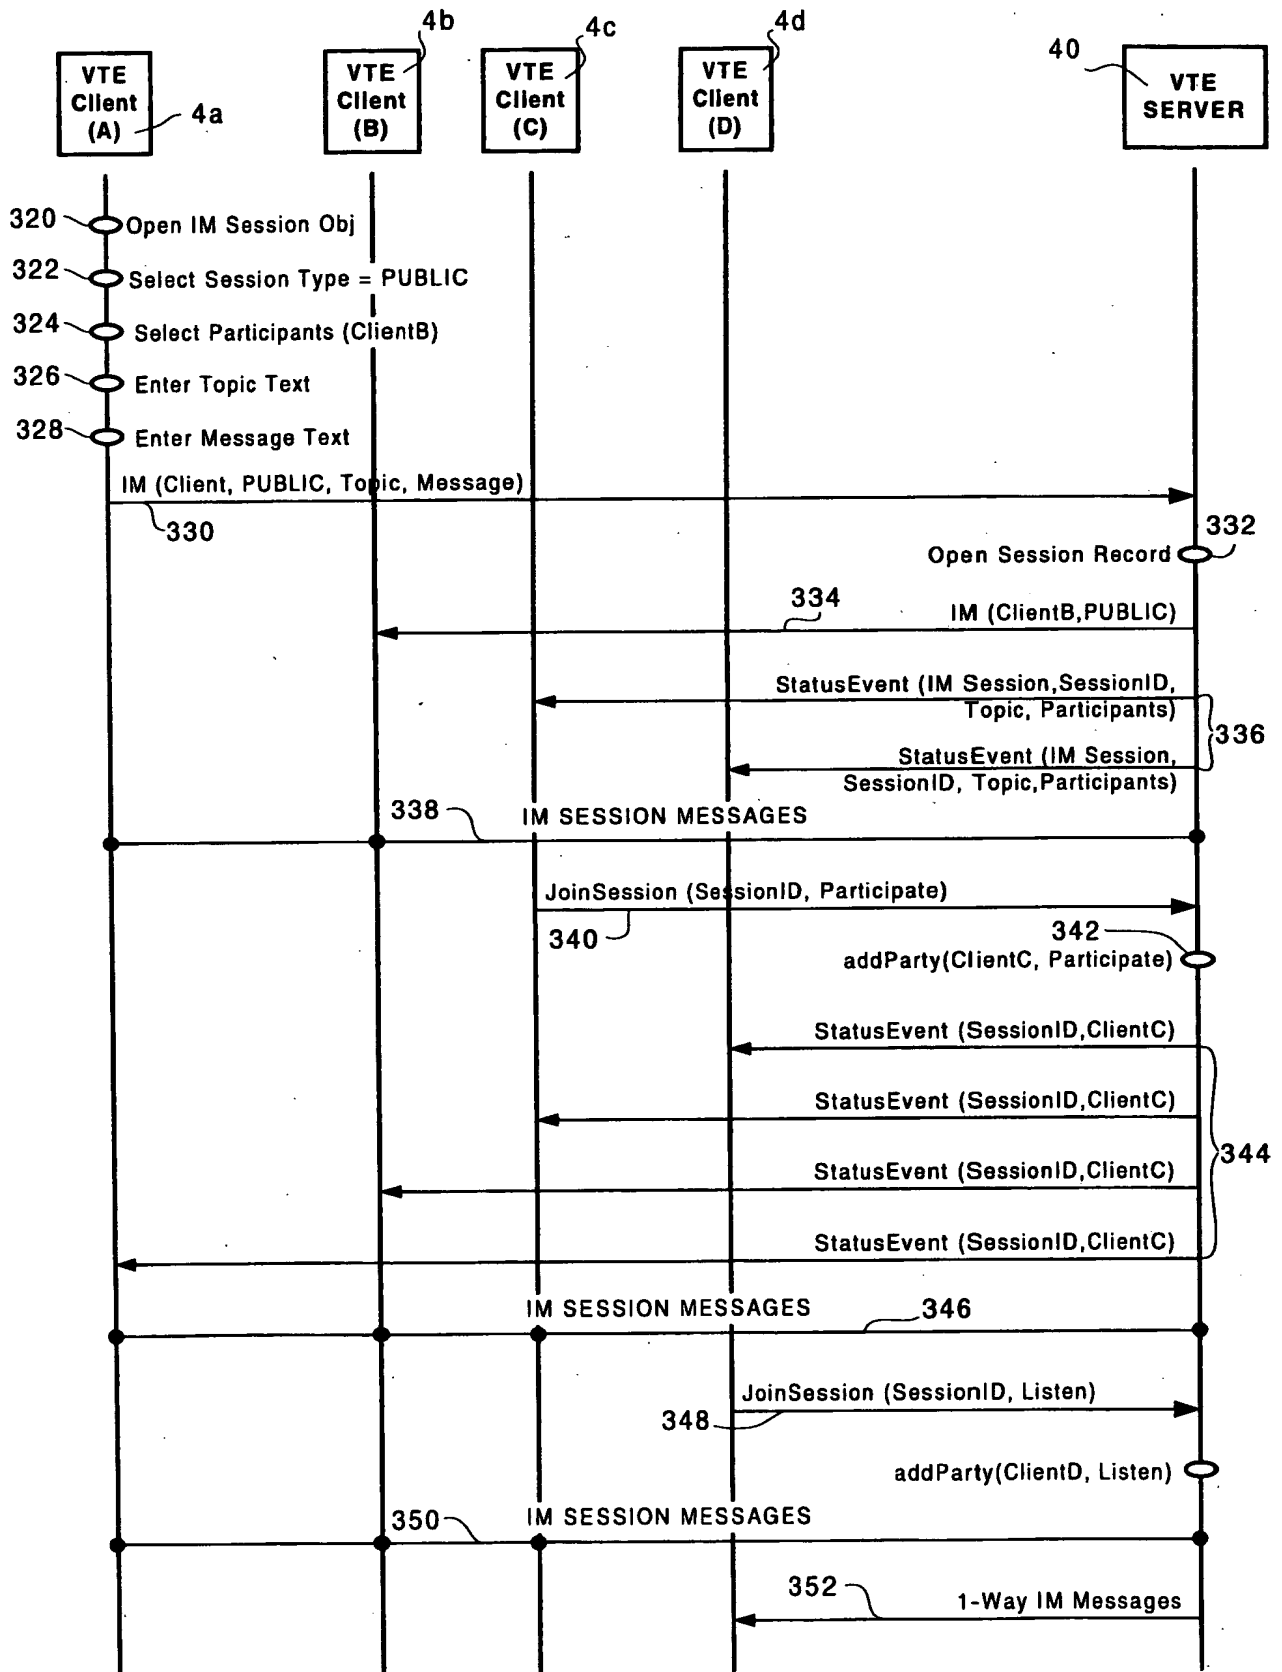 4b
4c
4d
40
VTE
Client
(A)
4a
VTE
Client
(B)
VTE
Client
(C)
VTE
Client
(D)
VTE
SERVER
320
Open IM Session Obj
322
Select Session Type = PUBLIC
324
Select Participants (ClientB)
326
Enter Topic Text
328
Enter Message Text
IM (Client, PUBLIC, Topic, Message)
330
332
Open Session Record
334
IM (ClientB,PUBLIC)
StatusEvent (IM Session,SessionID,
Topic, Participants)
336
StatusEvent (IM Session,
SessionID, Topic,Participants)
338
IM SESSION MESSAGES
JoinSession (SessionID, Participate)
340
342
addParty(ClientC, Participate)
StatusEvent (SessionID,ClientC)
StatusEvent (SessionID,ClientC)
344
StatusEvent (SessionID,ClientC)
StatusEvent (SessionID,ClientC)
IM SESSION MESSAGES
346
JoinSession (SessionID, Listen)
348
addParty(ClientD, Listen)
350
IM SESSION MESSAGES
352
1-Way IM Messages